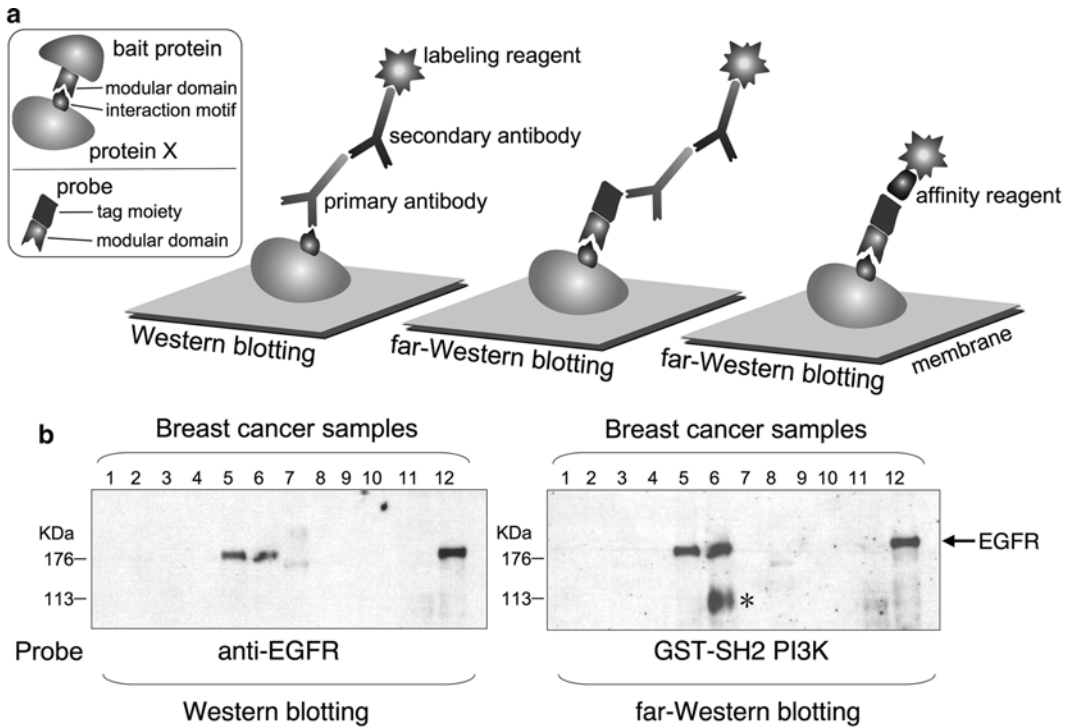 a
bait protein
modular domain
interaction motif
protein X
probe
tag moiety
modular domain
labeling reagent
secondary antibody
primary antibody
affinity reagent
Western blotting
far-Western blotting
far-Western blotting
membrane
b
Breast cancer samples
1 2 3 4 5 6 7 8 9 10 11 12
KDa
176
113
Probe
anti-EGFR
Western blotting
Breast cancer samples
1 2 3 4 5 6 7 8 9 10 11 12
KDa
176
113
*
EGFR
GST-SH2 PI3K
far-Western blotting